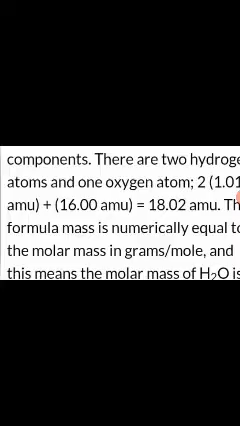 components. There are two hydroge
atoms and one oxygen atom; 2 (1.01
amu) + (16.00 amu) = 18.02 amu. Th
formula mass is numerically equal to
the molar mass in grams/mole, and
this means the molar mass of H₂O is